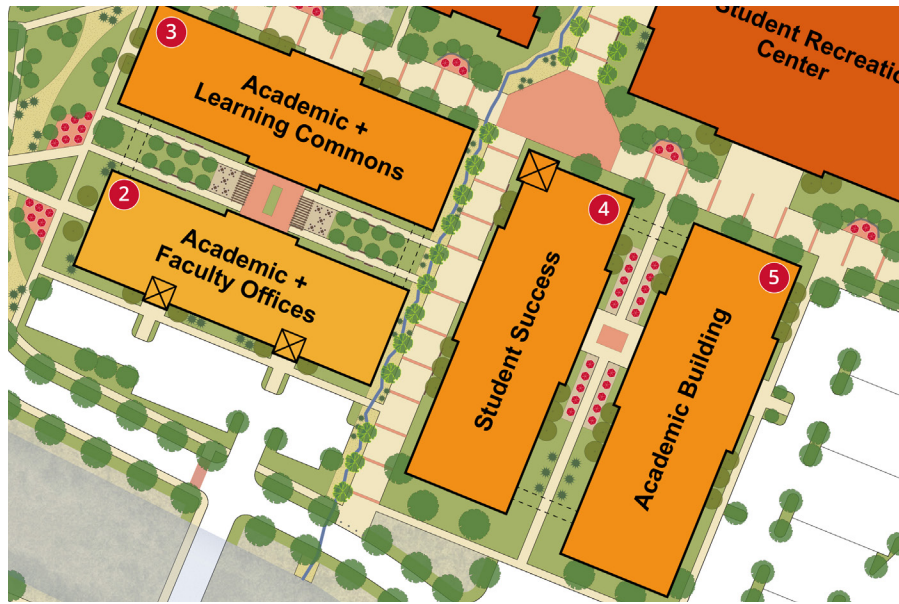 3
Academic +
Learning Commons
2
Academic +
Faculty Offices
Student Recreatio
Center
4
Student Success
5
Academic Building